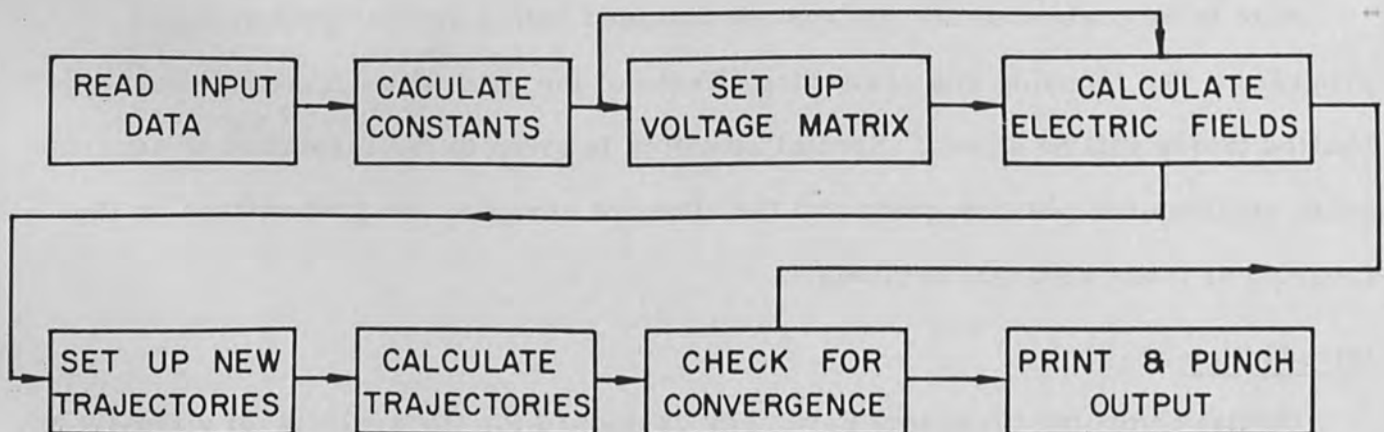 READ INPUT
DATA
CACULATE
CONSTANTS
SET UP
VOLTAGE MATRIX
CALCULATE
ELECTRIC FIELDS
SET UP NEW
TRAJECTORIES
CALCULATE
TRAJECTORIES
CHECK FOR
CONVERGENCE
PRINT & PUNCH
OUTPUT